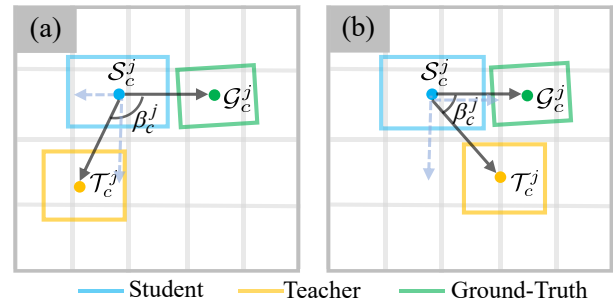 (a)
𝒮_c^j
𝒢_c^j
β_c^j
𝒯_c^j
(b)
𝒮_c^j
𝒢_c^j
β_c^j
𝒯_c^j
Student Teacher Ground-Truth